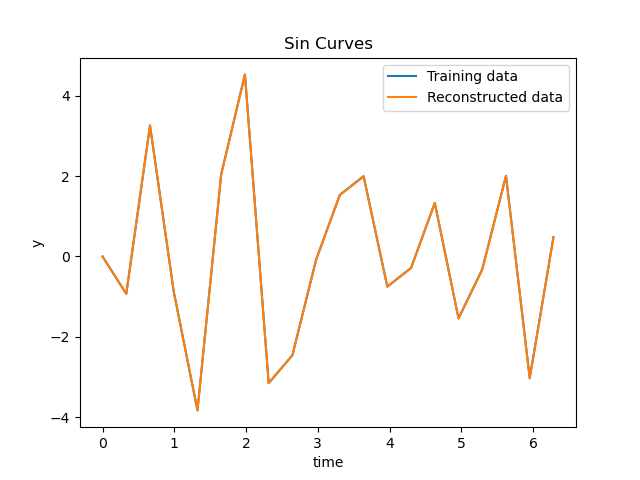 Sin Curves
Training data
Reconstructed data
4
2
0
−2
−4
y
0 1 2 3 4 5 6
time